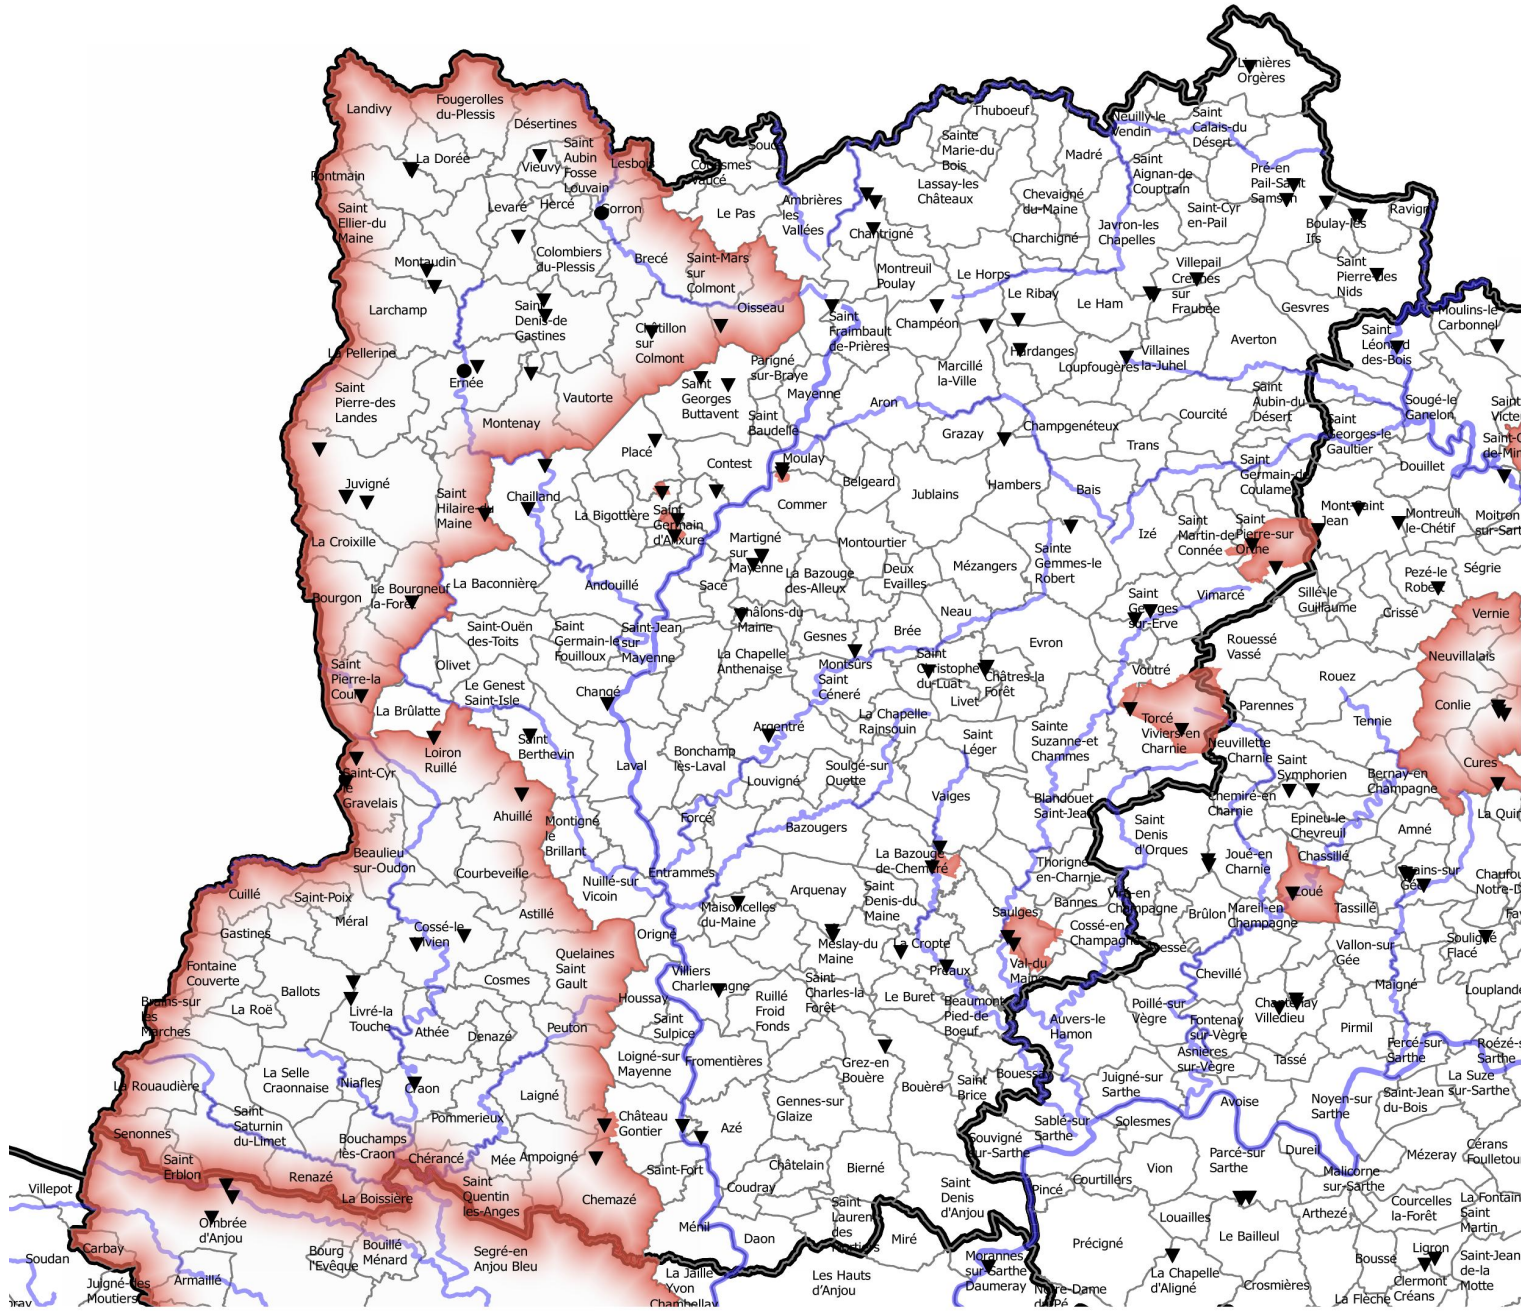 Lignières
Orgères
Landivy
Fougerolles
du-Plessis
Désertines
Thuboeuf
Neuilly-le
Vendin
Saint
Calais-du
Désert
Sainte
Marie-du
Bois
Madré
Saint
Aignan-de
Couptrain
Pré-en
Pail-Saint
Samson
La Dorée
Vieuvy
Saint
Aubin
Fosse
Louvain
Lesbois
Soucé
Couesmes
Vaucé
Fontmain
Saint
Ellier-du
Maine
Levaré
Hercé
Gorron
Le Pas
Ambrières
les
Vallées
Lassay-les
Châteaux
Chevaigné
du-Maine
Saint-Cyr
en-Pail
Boulay-les
Ifs
Ravigny
Chantrigné
Charchigné
Javron-les
Chapelles
Montaudin
Colombiers
du-Plessis
Brecé
Saint-Mars
sur
Colmont
Oisseau
Montreuil
Poulay
Le Horps
Le Ribay
Le Ham
Villepail
Crennes
sur
Fraubée
Saint
Pierre-des
Nids
Gesvres
Larchamp
Saint
Denis-de
Gastines
Châtillon
sur
Colmont
Saint
Fraimbault
de-Prières
Champéon
Hardanges
Loupfougères
Villaines
la-Juhel
Averton
Saint
Léonard
des-Bois
Moulins-le
Carbonnel
La Pellerine
Ernée
Saint
Pierre-des
Landes
Vautorte
Montenay
Saint
Georges
Buttavent
Parigné
sur-Braye
Mayenne
Saint
Baudelle
Aron
Marcillé
la-Ville
Grazay
Champgenéteux
Courcité
Trans
Saint
Aubin-du
Désert
Saint
Georges-le
Gaultier
Sougé-le
Ganelon
Placé
Contest
Moulay
Belgeard
Jublains
Hambers
Bais
Saint
Germain-de
Coulamer
Douillet
Juvigné
Saint
Hilaire-du
Maine
Chailland
La Bigottière
Saint
Germain
d'Anxure
Commer
Izé
Saint
Martin-de
Connée
Saint
Pierre-sur
Orthe
Mont-Saint
Jean
Montreuil
le-Chétif
Moitron
sur-Sart
La Croixille
Martigné
sur
Mayenne
Montourtier
Deux
Evailles
Mézangers
Sainte
Gemmes-le
Robert
La Bazouge
des-Alleux
Bourgon
Le Bourgneuf
la-Forêt
La Baconnière
Andouillé
Sacé
Châlons-du
Maine
Neau
Saint
Georges
sur-Erve
Vimarcé
Sillé-le
Guillaume
Pezé-le
Robert
Ségrie
Crissé
Vernie
Saint-Ouën
des-Toits
Saint
Germain-le
Fouilloux
Saint-Jean
sur
Mayenne
La Chapelle
Anthenaise
Gesnes
Brée
Evron
Rouessé
Vassé
Neuvillalais
Saint
Pierre-la
Cour
Olivet
Le Genest
Saint-Isle
Changé
Montsûrs
Saint
Céneré
Saint
Christophe
du-Luat
Châtres-la
Forêt
Livet
Voutré
Rouez
Conlie
La Brûlatte
Loiron
Ruillé
Saint
Berthevin
Argentré
La Chapelle
Rainsouin
Saint
Léger
Sainte
Suzanne-et
Chammes
Torcé
Viviers-en
Charnie
Parennes
Tennie
Neuvillette
Charnie
Cures
Saint-Cyr
le
Gravelais
Laval
Bonchamp
lès-Laval
Louvigné
Soulgé-sur
Ouette
Vaiges
Blandouet
Saint-Jean
Saint
Symphorien
Bernay-en
Champagne
Chemiré-en
Charnie
Ahuillé
Montigné
le
Brillant
Forcé
Bazougers
Saint
Denis
d'Orques
Epineu-le
Chevreuil
Amné
Beaulieu
sur-Oudon
Courbeveille
Nuillé-sur
Vicoin
Entrammes
La Bazouge
de-Chemeré
Thorigné
en-Charnie
Joué-en
Charnie
Chassillé
Loué
Cuillé
Saint-Poix
Méral
Astillé
Maisoncelles
du-Maine
Arquenay
Saint
Denis-du
Maine
Saulges
Bannes
Viré-en
Champagne
Brûlon
Mareil-en
Champagne
Tassillé
Gastines
Cossé-le
Vivien
Quelaines
Saint
Gault
Origné
Meslay-du
Maine
La Cropte
Préaux
Val-du
Maine
Cossé-en
Champagne
Vallon-sur
Gée
Souligné
Flacé
Fontaine
Couverte
Ballots
Cosmes
Villiers
Charlemagne
Saint
Charles-la
Forêt
Le Buret
Chevillé
Maigné
Louplande
Brains-sur
les
Marches
La Roë
Livré-la
Touche
Athée
Denazé
Peuton
Houssay
Saint
Sulpice
Ruillé
Froid
Fonds
Beaumont
Pied-de
Boeuf
Auvers-le
Hamon
Poillé-sur
Vègre
Fontenay
sur-Vègre
Chantenay
Villedieu
Pirmil
Fercé-sur
Sarthe
Roézé-s
Sarthe
La Rouaudière
La Selle
Craonnaise
Niafles
Craon
Laigné
Loigné-sur
Mayenne
Fromentières
Grez-en
Bouère
Bouère
Saint
Brice
Bouessay
Juigné-sur
Sarthe
Asnières
sur-Vègre
Tassé
Avoise
Noyen-sur
Sarthe
Saint-Jean
du-Bois
La Suze
sur-Sarthe
Senonnes
Saint
Saturnin
du-Limet
Bouchamps
lès-Craon
Pommerieux
Château
Gontier
Azé
Gennes-sur
Glaize
Souvigné
sur-Sarthe
Sablé-sur
Sarthe
Solesmes
Saint
Erblon
Renazé
La Boissière
Chérancé
Mée
Ampoigné
Saint
Quentin
les-Anges
Chemazé
Saint-Fort
Coudray
Châtelain
Bierné
Saint
Denis
d'Anjou
Pincé
Courtillers
Vion
Parcé-sur
Sarthe
Dureil
Malicorne
sur-Sarthe
Mézeray
Cérans
Foulletour
Villepot
Ombrée
d'Anjou
Carbay
Soudan
Juigné-des
Moutiers
Armaillé
Bourg
l'Evêque
Bouillé
Ménard
Segré-en
Anjou Bleu
La Jaille
Yvon
Chambellay
Ménil
Daon
Les Hauts
d'Anjou
Miré
Morannes
sur-Sarthe
Daumeray
Précigné
Louailles
La Chapelle
d'Aligné
Le Bailleul
Crosmières
Arthezé
Courcelles
la-Forêt
La Fontain
Saint
Martin
Bousse
Ligron
Clermont
Créans
La Flèche
Saint-Jean
de-la
Motte